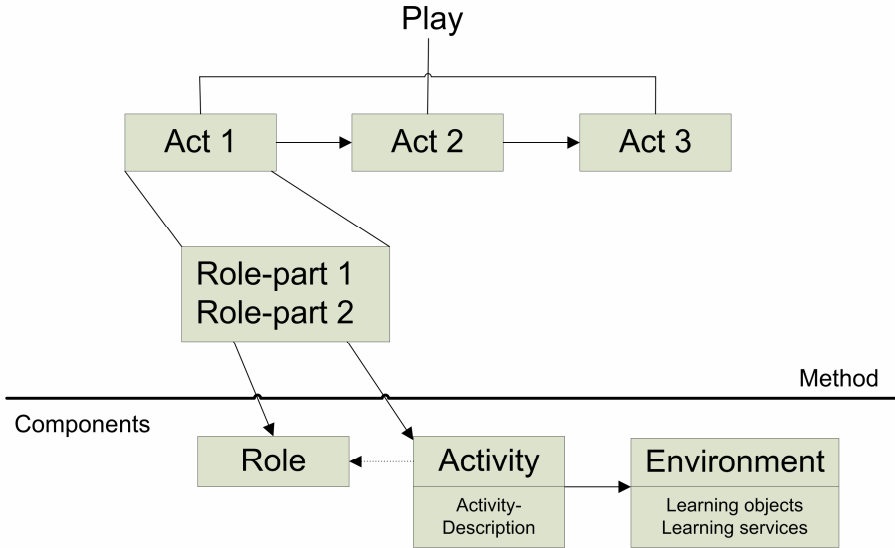 Play
Act 1
Act 2
Act 3
Role-part 1
Role-part 2
Method
Components
Role
Activity
Activity-
Description
Environment
Learning objects
Learning services